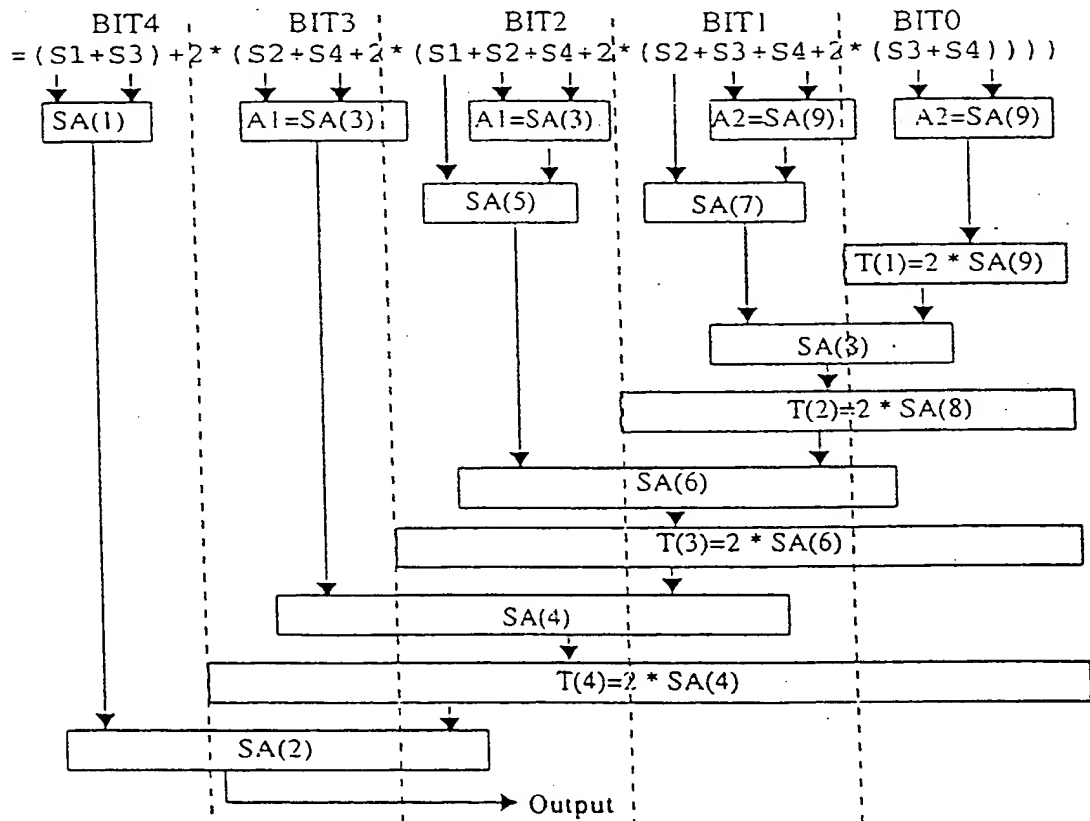 BIT4 BIT3 BIT2 BIT1 BIT0
=(S1+S3)+2*(S2+S4+2*(S1+S2+S4+2*(S2+S3+S4+2*(S3+S4))))
SA(1) A1=SA(3) A1=SA(3) A2=SA(9) A2=SA(9)
SA(5) SA(7)
T(1)=2 * SA(9)
SA(3)
T(2)=2 * SA(8)
SA(6)
T(3)=2 * SA(6)
SA(4)
T(4)=2 * SA(4)
SA(2)
Output